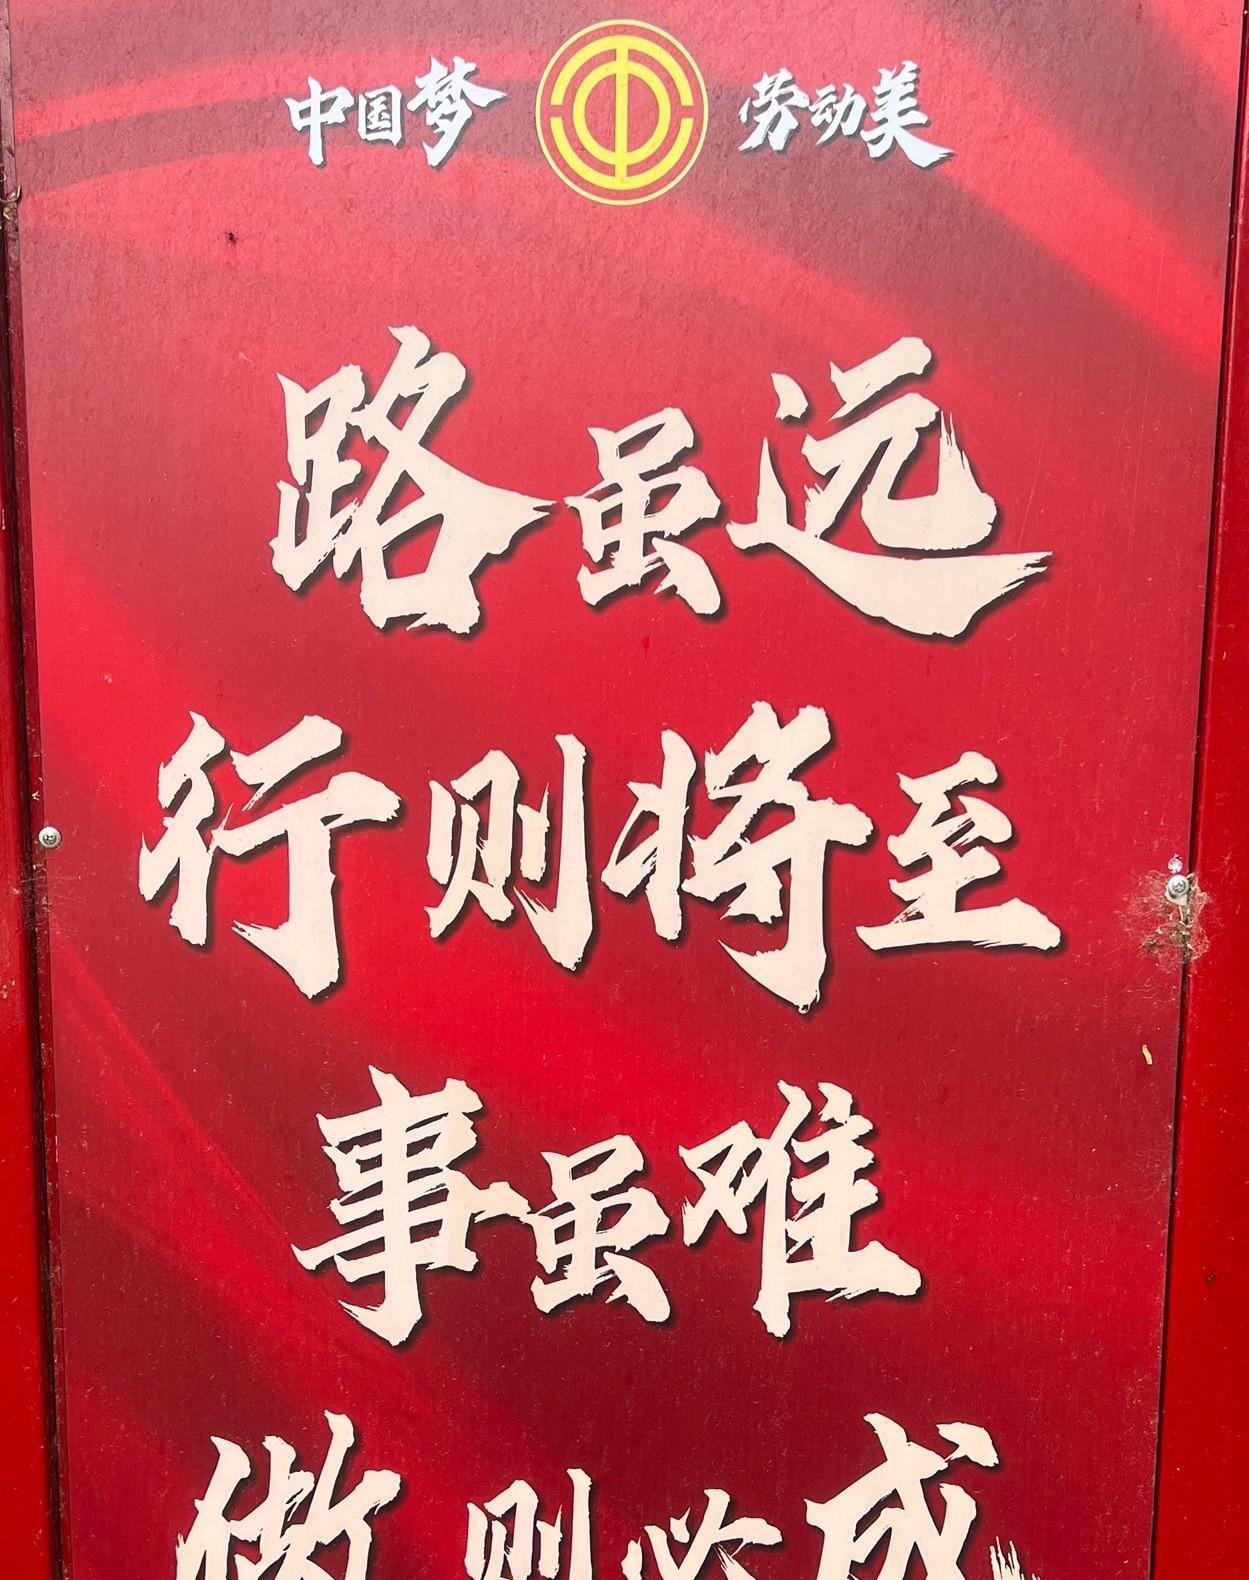 中国梦 劳动美
路虽远
行则将至
事虽难
做则必成